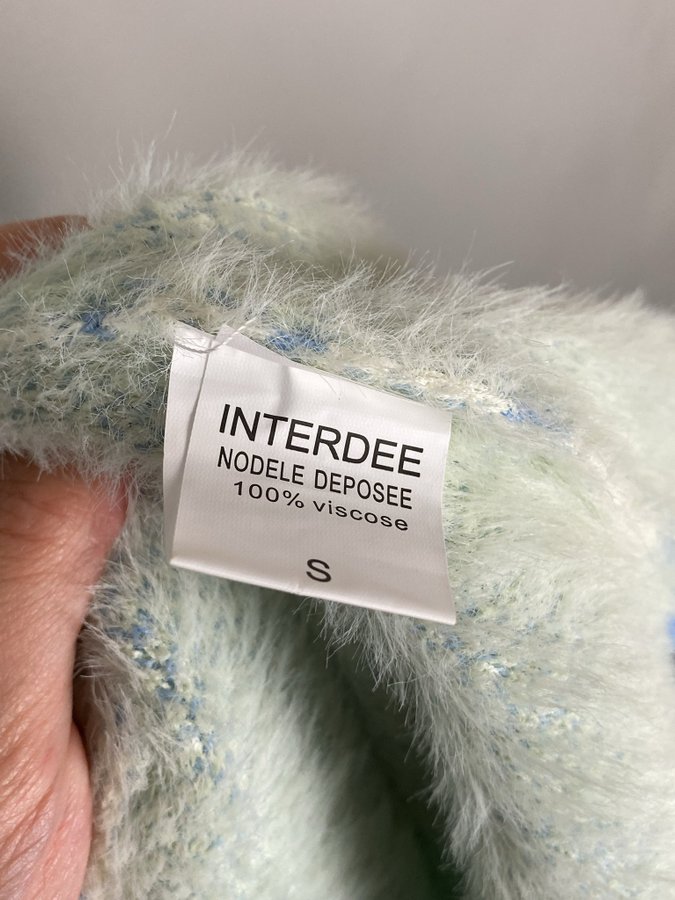 INTERDEE
NODELE DEPOSEE
100% viscose
S